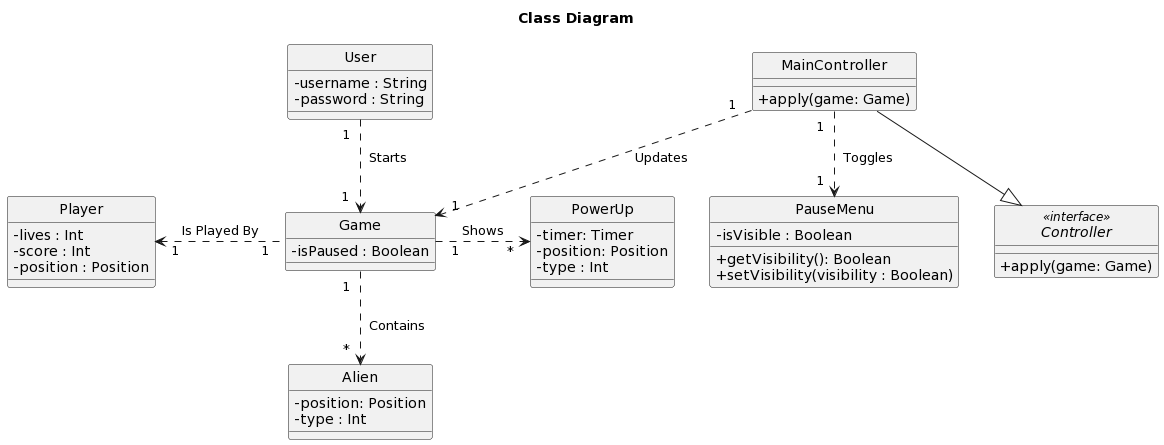 Class Diagram
User
-username : String
-password : String
MainController
+apply(game: Game)
1
1
1
Starts
Updates
Toggles
1
1
1
Player
-lives : Int
-score : Int
-position : Position
Is Played By
1
1
Game
-isPaused : Boolean
Shows
1
*
PowerUp
-timer: Timer
-position: Position
-type : Int
PauseMenu
-isVisible : Boolean
+getVisibility(): Boolean
+setVisibility(visibility : Boolean)
«interface»
Controller
+apply(game: Game)
1
Contains
*
Alien
-position: Position
-type : Int